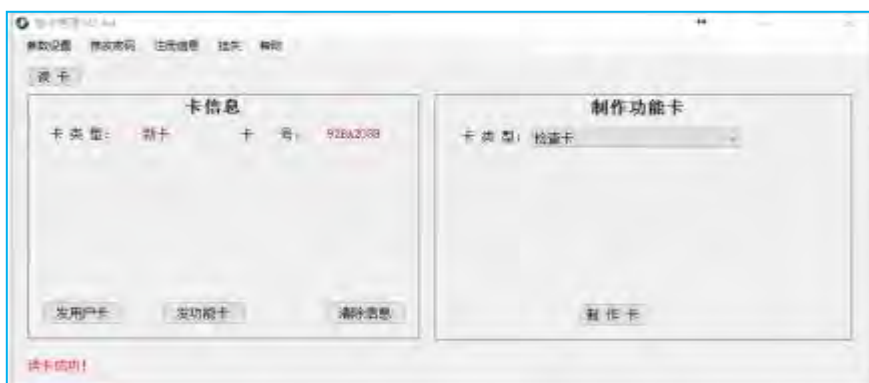 参数设置 修改密码 注册信息 挂失 帮助
读卡
卡信息
卡类型： 新卡 卡号：
发用户卡 发功能卡 清除信息
制作功能卡
卡类型： 检查卡
制作卡
读卡成功！